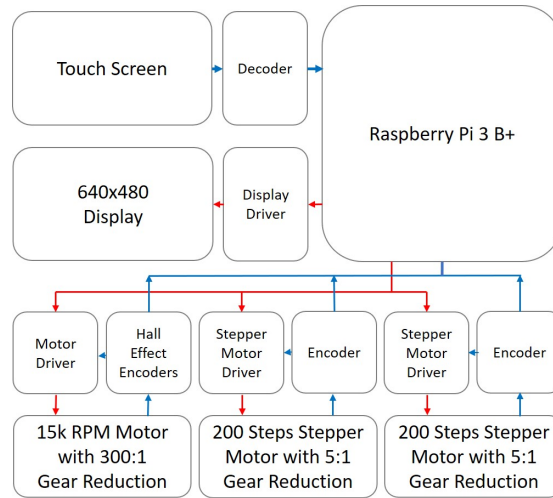 Touch Screen
Decoder
Raspberry Pi 3 B+
640x480
Display
Display
Driver
Motor
Driver
Hall
Effect
Encoders
Stepper
Motor
Driver
Encoder
Stepper
Motor
Driver
Encoder
15k RPM Motor
with 300:1
Gear Reduction
200 Steps Stepper
Motor with 5:1
Gear Reduction
200 Steps Stepper
Motor with 5:1
Gear Reduction